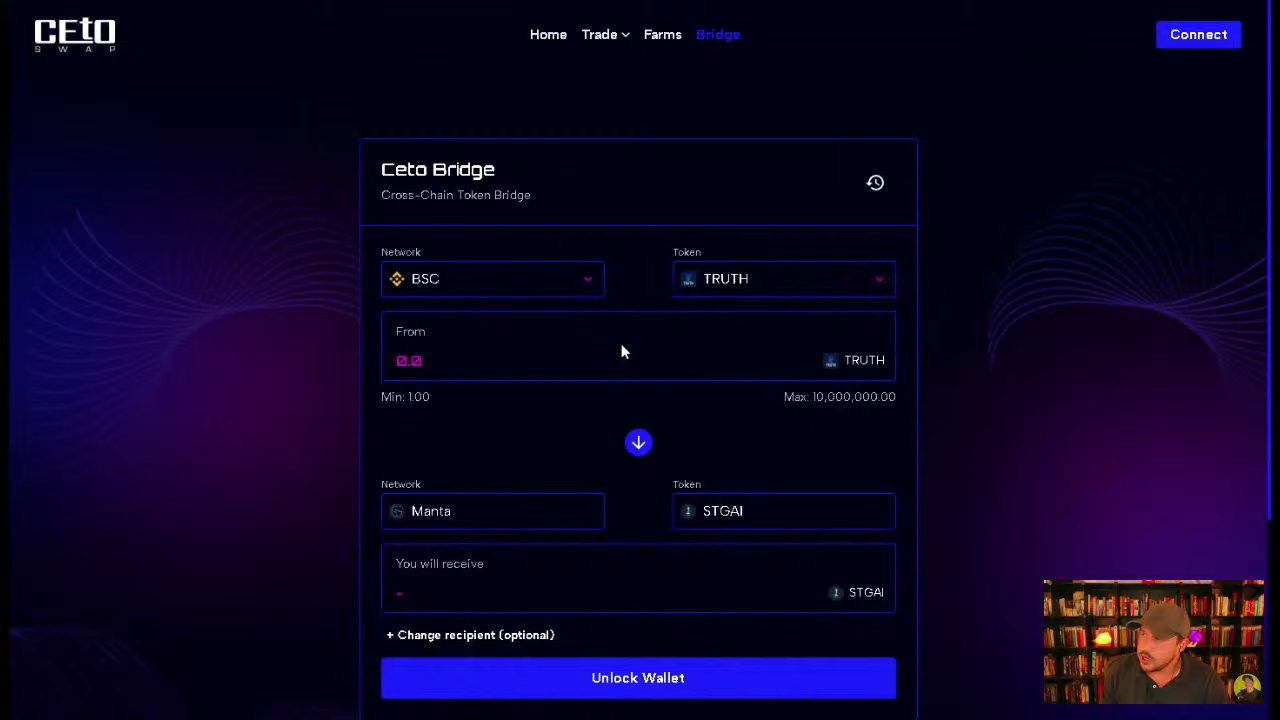 CEtO
SWAP
Home Trade Farms Bridge
Connect
Ceto Bridge
Cross-Chain Token Bridge
Network Token
BSC TRUTH
From
0.0 TRUTH
Min: 1.00 Max: 10,000,000.00
Network Token
Manta STGAI
You will receive
- STGAI
+ Change recipient (optional)
Unlock Wallet